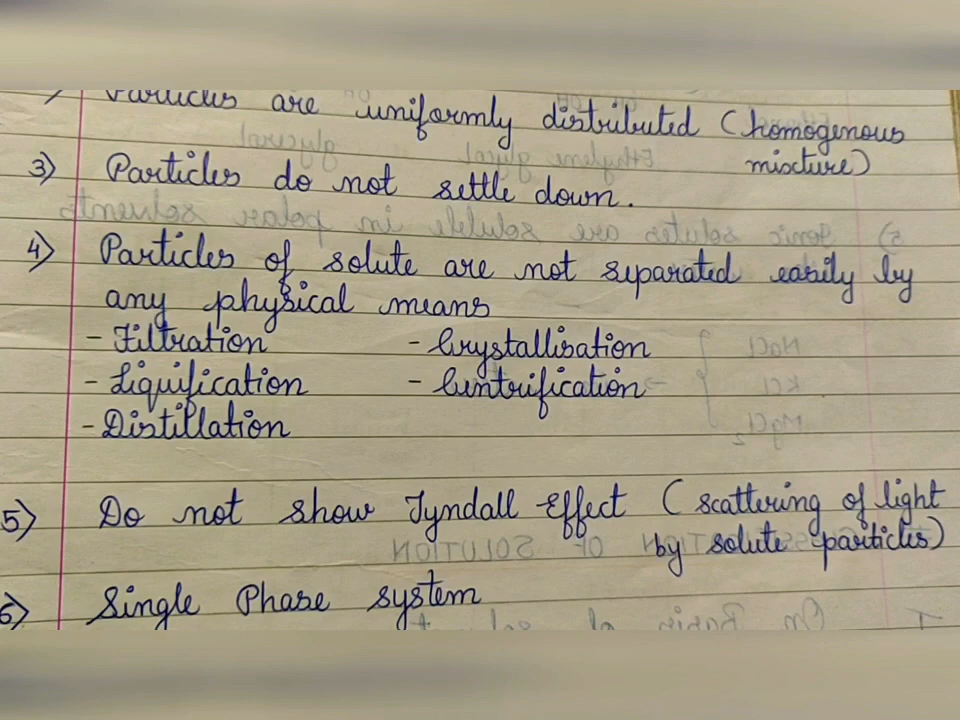 Particles are uniformly distributed (homogenous
mixture)
3) Particles do not settle down.
4) Particles of solute are not separated easily by
any physical means
- Filtration - Crystallisation
- Liquification - Centrification
- Distillation
5) Do not show Tyndall Effect (scattering of light
by solute particles)
6) Single Phase system